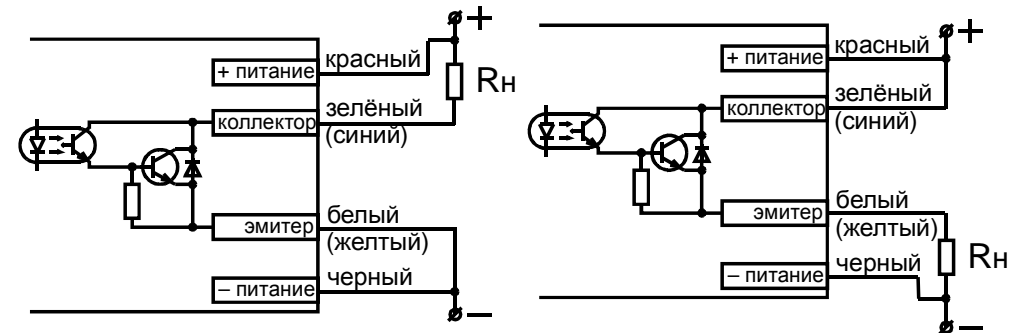 +
красный
+ питание
Rн
зелёный
коллектор
(синий)
белый
эмитер
(желтый)
черный
– питание
–
+
красный
+ питание
зелёный
коллектор
(синий)
белый
эмитер
(желтый)
Rн
черный
– питание
–